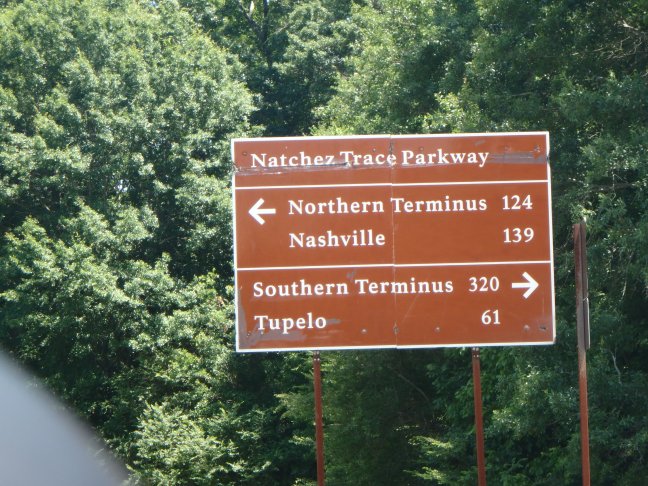 Natchez Trace Parkway
← Northern Terminus 124
Nashville 139
Southern Terminus 320 →
Tupelo 61